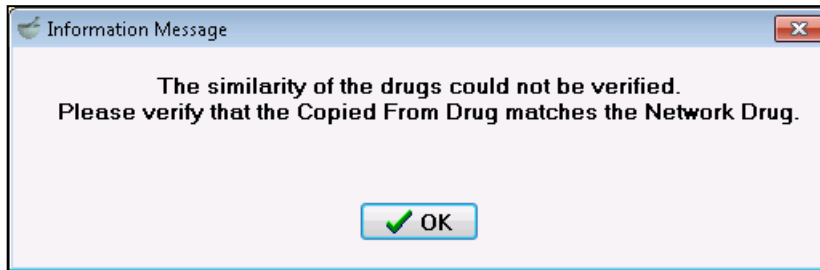 Information Message
The similarity of the drugs could not be verified.
Please verify that the Copied From Drug matches the Network Drug.
OK